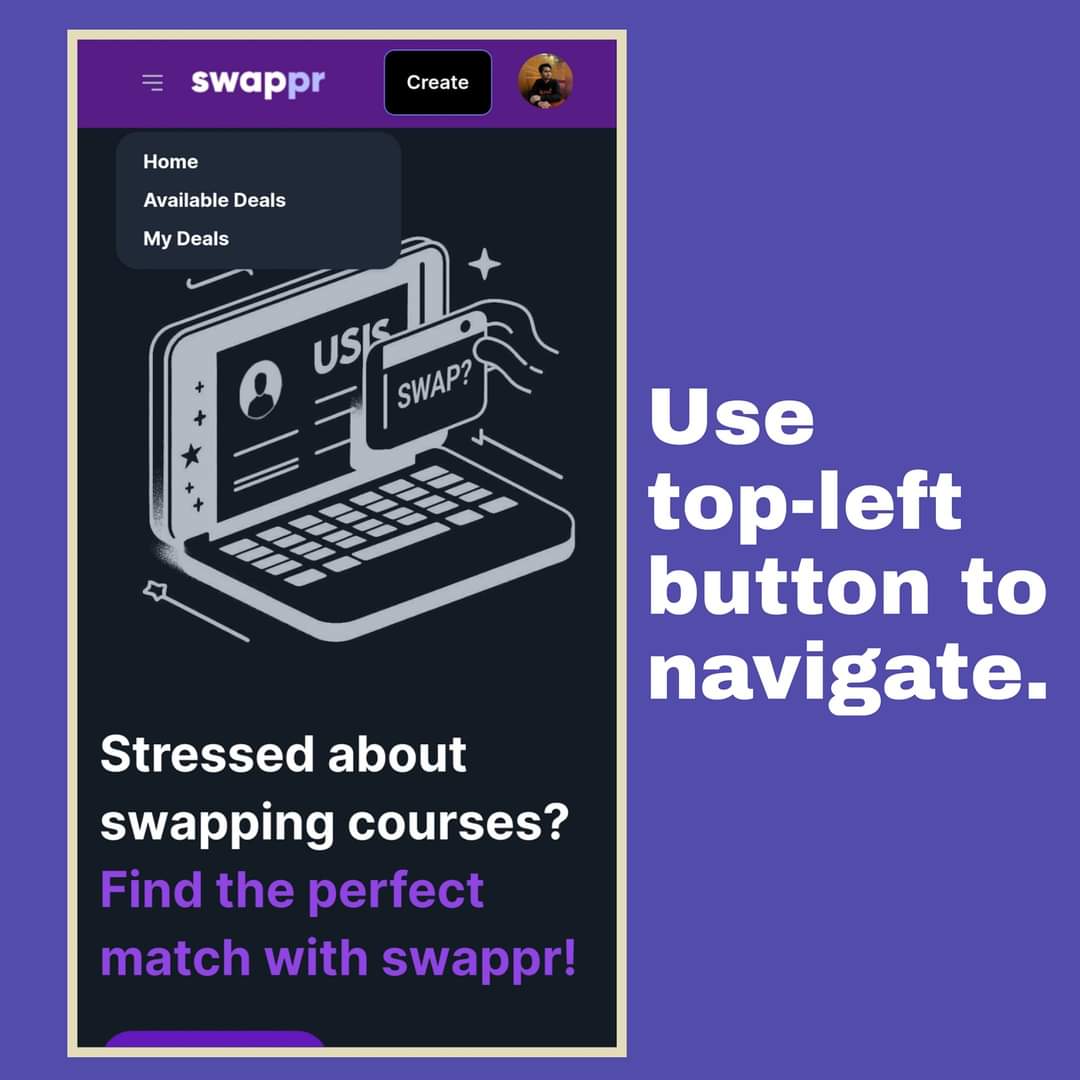 swappr
Create
Home
Available Deals
My Deals
USIS
SWAP?
Stressed about
swapping courses?
Find the perfect
match with swappr!
Use
top-left
button to
navigate.